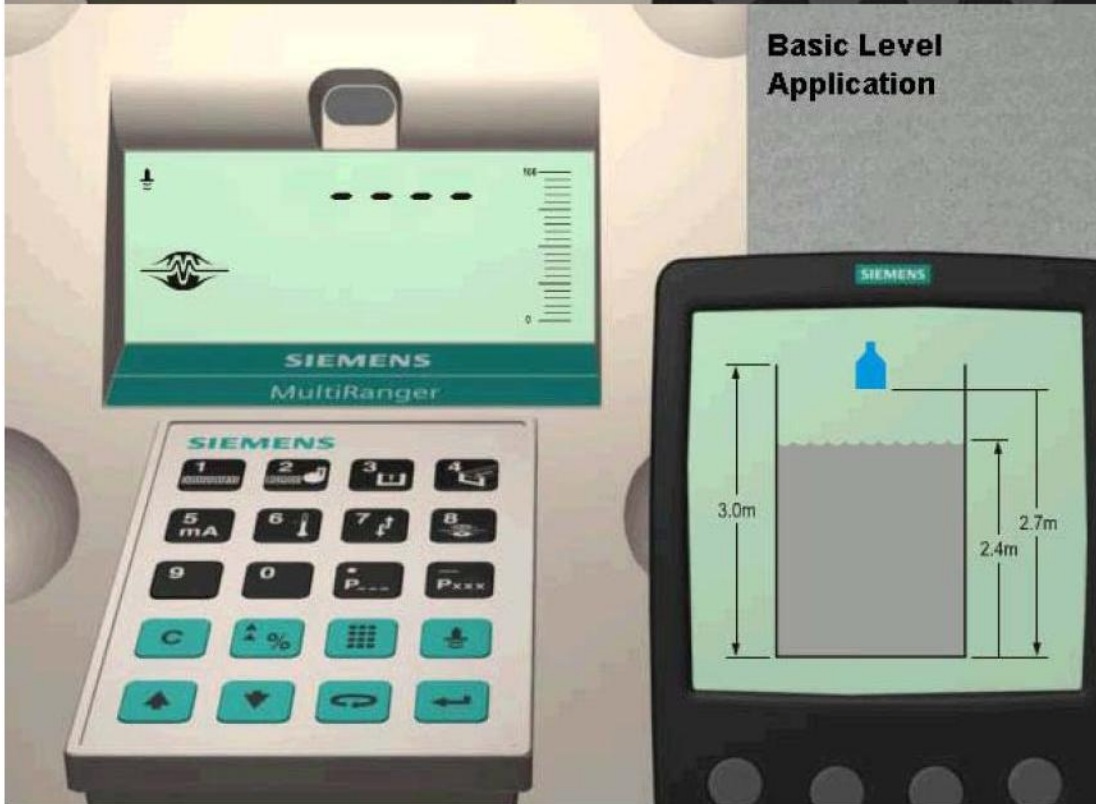 Basic Level
Application
100
0
SIEMENS
MultiRanger
SIEMENS
1
2
3
4
5
mA
6
7
8
9
0
P---
Pxxx
C
%
SIEMENS
3.0m
2.7m
2.4m